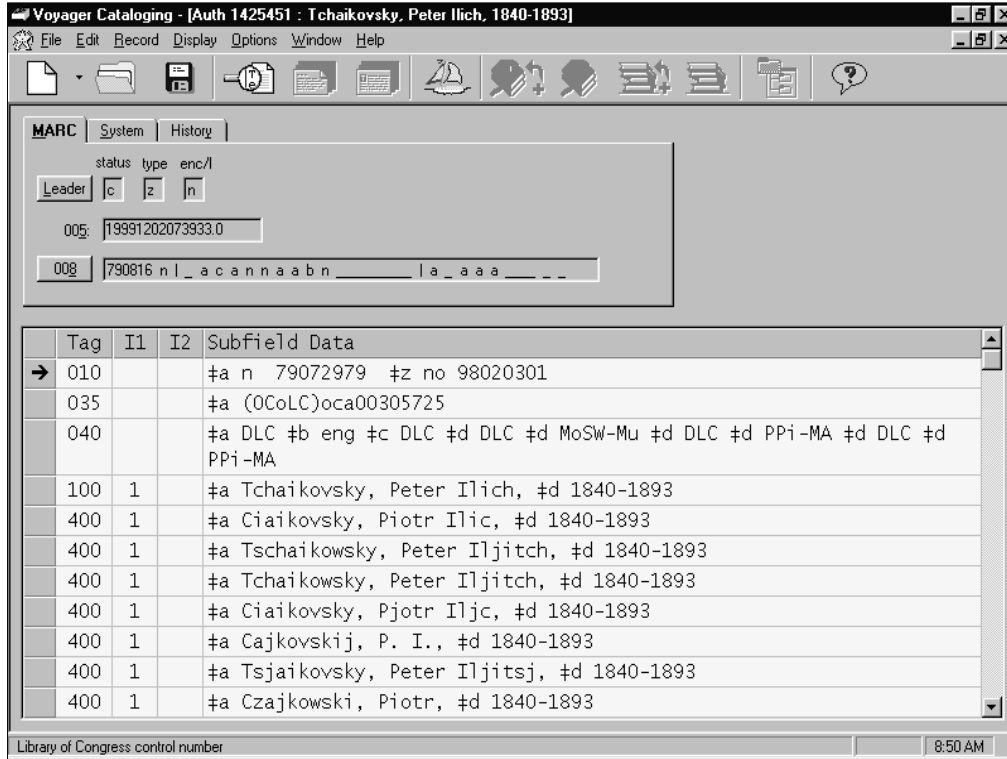 Voyager Cataloging - [Auth 1425451 : Tchaikovsky, Peter Ilich, 1840-1893]
File Edit Record Display Options Window Help
MARC System History
status type enc/l
Leader c z n
005: 19991202073933.0
008 790816 n | _ a c a n n a a b n _ _ _ _ _ _ _ _ _ _ | a _ a a a _ _ _ _ _
Tag I1 I2 Subfield Data
010 ‡a n 79072979 ‡z no 98020301
035 ‡a (OCoLC)oca00305725
040 ‡a DLC ‡b eng ‡c DLC ‡d DLC ‡d MoSW-Mu ‡d DLC ‡d PPi-MA ‡d DLC ‡d
PPi-MA
100 1 ‡a Tchaikovsky, Peter Ilich, ‡d 1840-1893
400 1 ‡a Ciaikovsky, Piotr Ilic, ‡d 1840-1893
400 1 ‡a Tschaikowsky, Peter Iljitch, ‡d 1840-1893
400 1 ‡a Tchaikowsky, Peter Iljitch, ‡d 1840-1893
400 1 ‡a Ciaikovsky, Pjotr Iljc, ‡d 1840-1893
400 1 ‡a Cajkovskij, P. I., ‡d 1840-1893
400 1 ‡a Tsjaikovsky, Peter Iljitsj, ‡d 1840-1893
400 1 ‡a Czajkowski, Piotr, ‡d 1840-1893
Library of Congress control number 8:50 AM